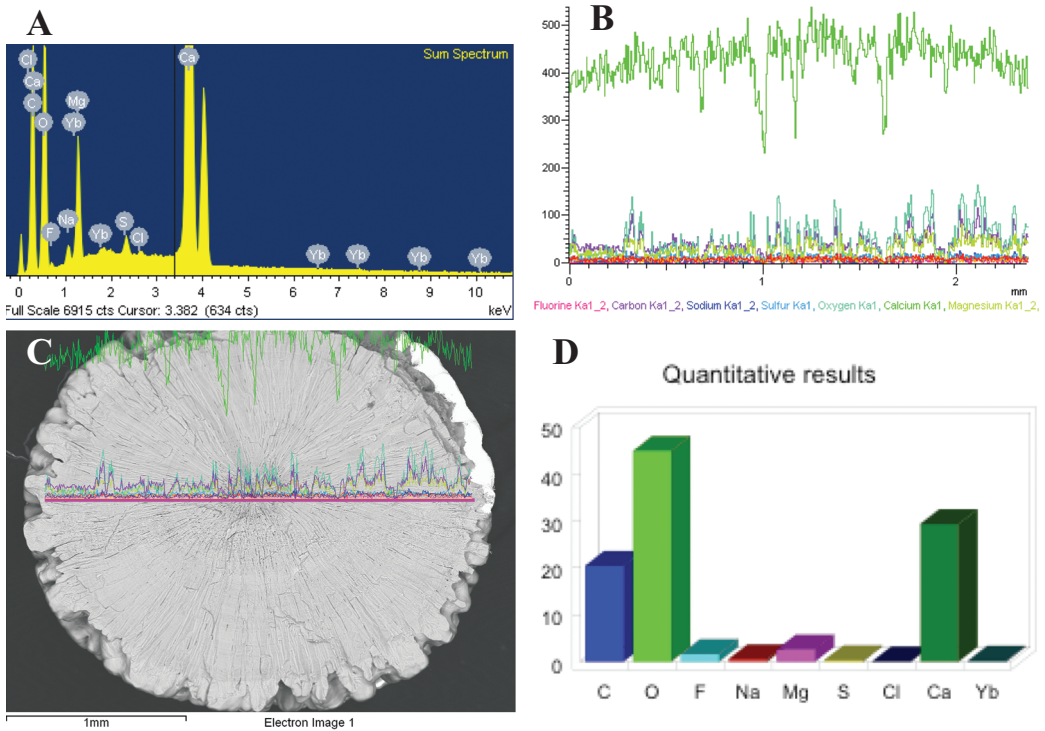 A
Sum Spectrum
Cl
Ca
C
O
F
Na
Mg
Yb
Yb
S
Cl
Ca
Yb
Yb
Yb
Yb
0 1 2 3 4 5 6 7 8 9 10
Full Scale 6915 cts Cursor: 3.382 (634 cts) keV
B
500
400
300
200
100
0
0 1 2
mm
Fluorine Ka1_2, Carbon Ka1_2, Sodium Ka1_2, Sulfur Ka1, Oxygen Ka1, Calcium Ka1, Magnesium Ka1_2,
C
1mm Electron Image 1
D
Quantitative results
50
40
30
20
10
0
C O F Na Mg S Cl Ca Yb